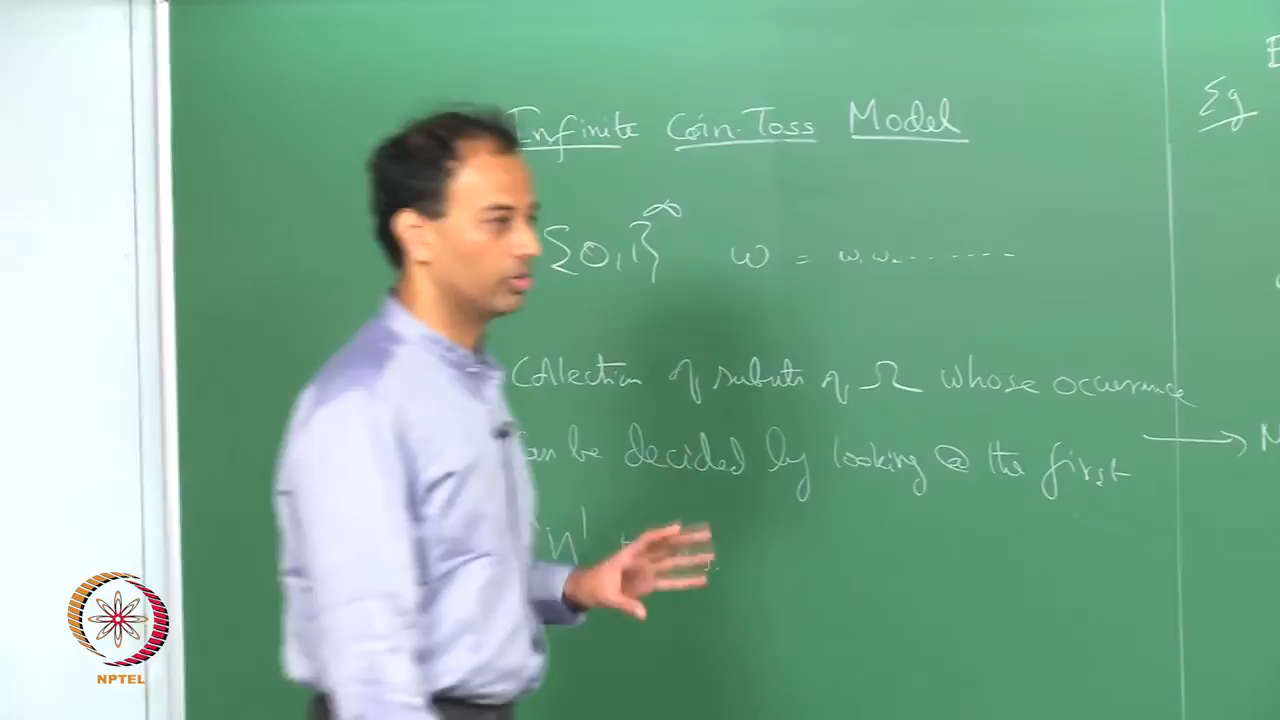 Infinite Coin-Toss Model
E
Eg
{0,1}^∞ ω = ω₁ω₂.......
Collection of subsets of Ω whose occurrence
can be decided by looking @ the first
'n'
NPTEL